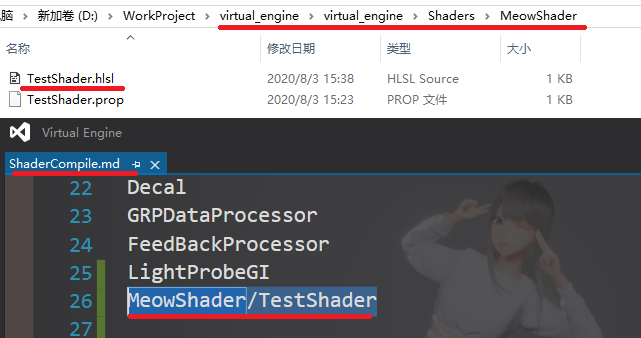 脑 > 新加卷 (D:) > WorkProject > virtual_engine > virtual_engine > Shaders > MeowShader
名称 修改日期 类型 大小
TestShader.hlsl 2020/8/3 15:38 HLSL Source 1 KB
TestShader.prop 2020/8/3 15:23 PROP 文件 1 KB
Virtual Engine
ShaderCompile.md
22 Decal
23 GRPDataProcessor
24 FeedBackProcessor
25 LightProbeGI
26 MeowShader/TestShader
27